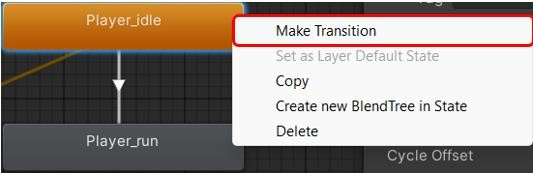 Player_idle
Make Transition
Set as Layer Default State
Copy
Create new BlendTree in State
Delete
Player_run
Cycle Offset